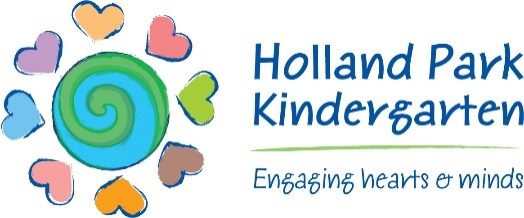 Holland Park
Kindergarten
Engaging hearts & minds